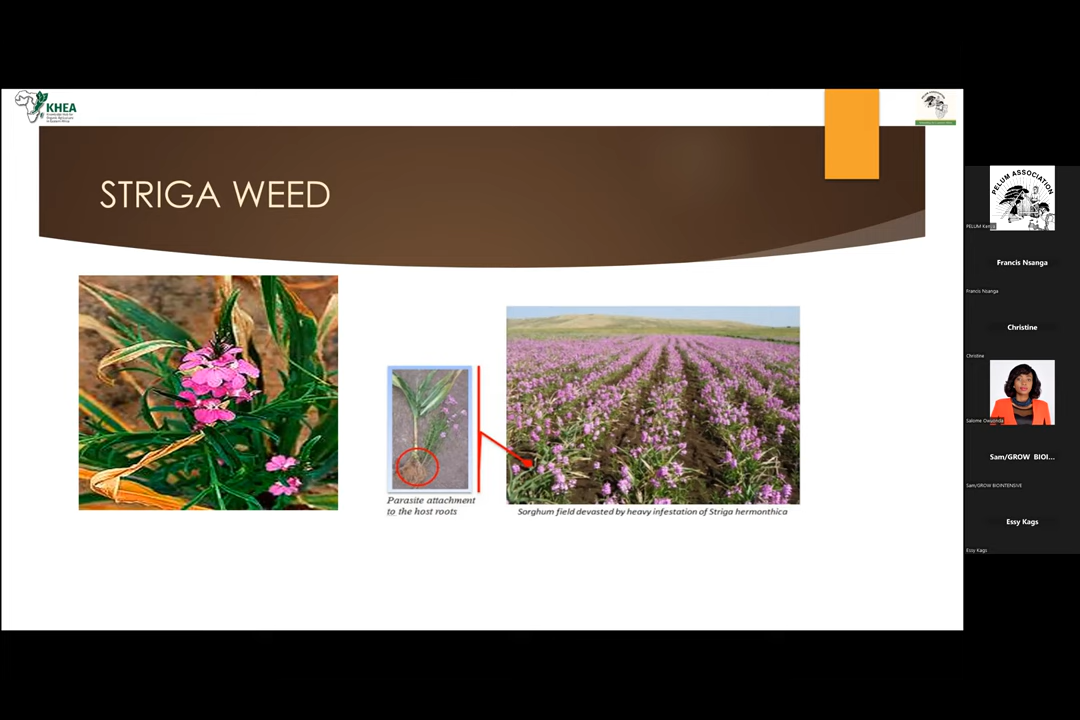 KHEA
STRIGA WEED
Parasite attachment
to the host roots
Sorghum field devasted by heavy infestation of Striga hermonthica
PELUM ASSOCIATION
PELUM Kenya
Francis Nsanga
Francis Nsanga
Christine
Christine
Salome Owuonda
Sam/GROW BIOI...
Sam/GROW BIOINTENSIVE
Essy Kags
Essy Kags